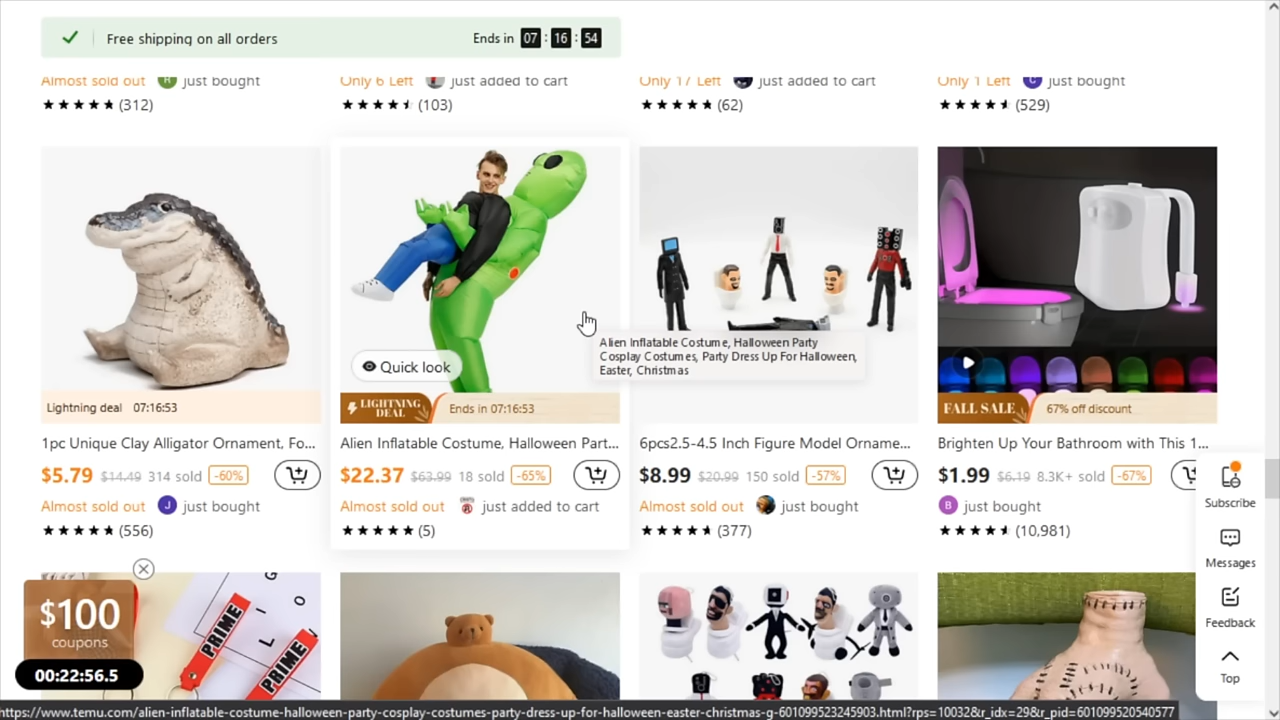 Free shipping on all orders
Ends in 07 : 16 : 54
Almost sold out R just bought
Only 6 Left just added to cart
Only 17 Left just added to cart
Only 1 Left C just bought
(312)
(103)
(62)
(529)
Quick look
Alien Inflatable Costume, Halloween Party
Cosplay Costumes, Party Dress Up For Halloween,
Easter, Christmas
Lightning deal 07:16:53
LIGHTNING
DEAL
Ends in 07:16:53
FALL SALE
67% off discount
1pc Unique Clay Alligator Ornament, Fo...
Alien Inflatable Costume, Halloween Part...
6pcs2.5-4.5 Inch Figure Model Orname...
Brighten Up Your Bathroom with This 1...
$5.79 $14.49 314 sold -60%
$22.37 $63.99 18 sold -65%
$8.99 $20.99 150 sold -57%
$1.99 $6.19 8.3K+ sold -67%
Almost sold out J just bought
Almost sold out just added to cart
Almost sold out just bought
B just bought
(556)
(5)
(377)
(10,981)
Subscribe
Messages
Feedback
Top
$100
coupons
00:22:56.5
G
O
L
I
PRIME
PRIME
https://www.temu.com/alien-inflatable-costume-halloween-party-cosplay-costumes-party-dress-up-for-halloween-easter-christmas-g-601099523245903.html?rps=10032&r_idx=29&r_pid=601099520540577